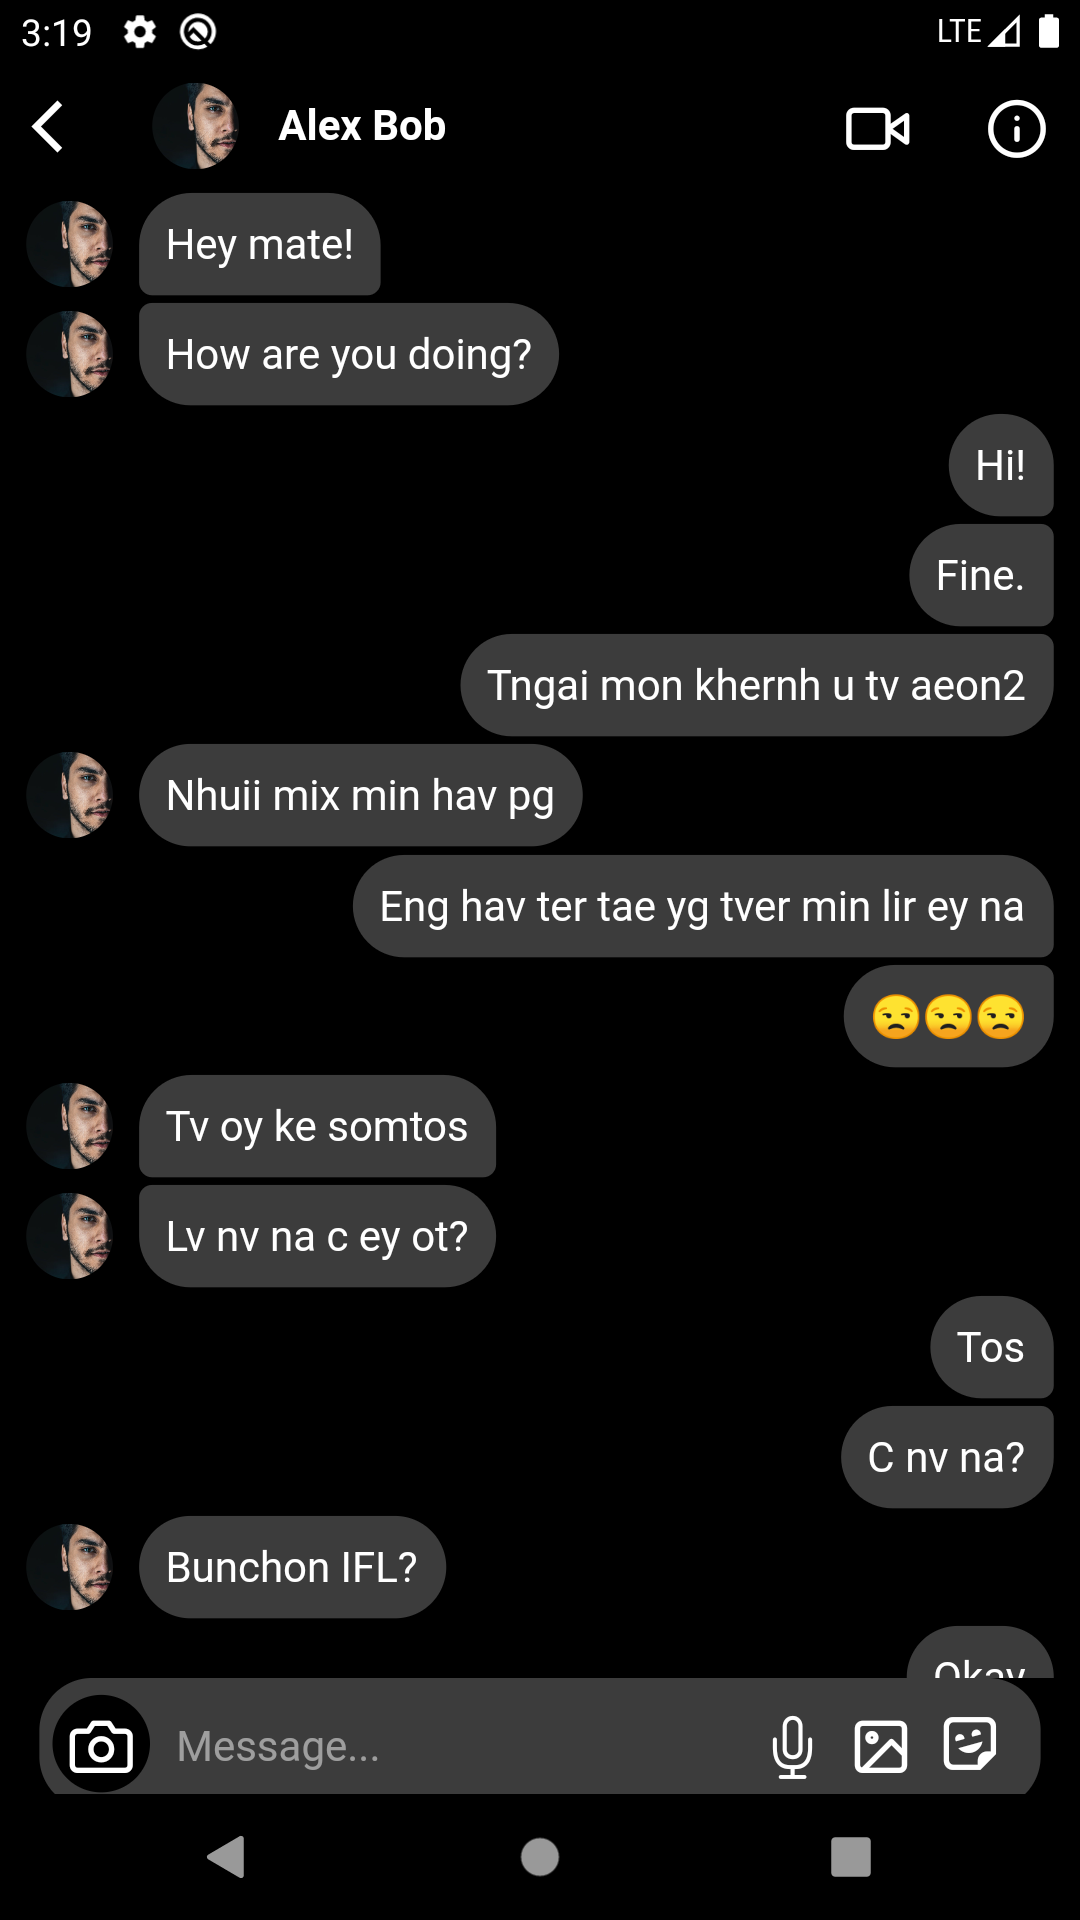 3:19
LTE
Alex Bob
Hey mate!
How are you doing?
Hi!
Fine.
Tngai mon khernh u tv aeon2
Nhuii mix min hav pg
Eng hav ter tae yg tver min lir ey na
😒😒😒
Tv oy ke somtos
Lv nv na c ey ot?
Tos
C nv na?
Bunchon IFL?
Okay
Message...